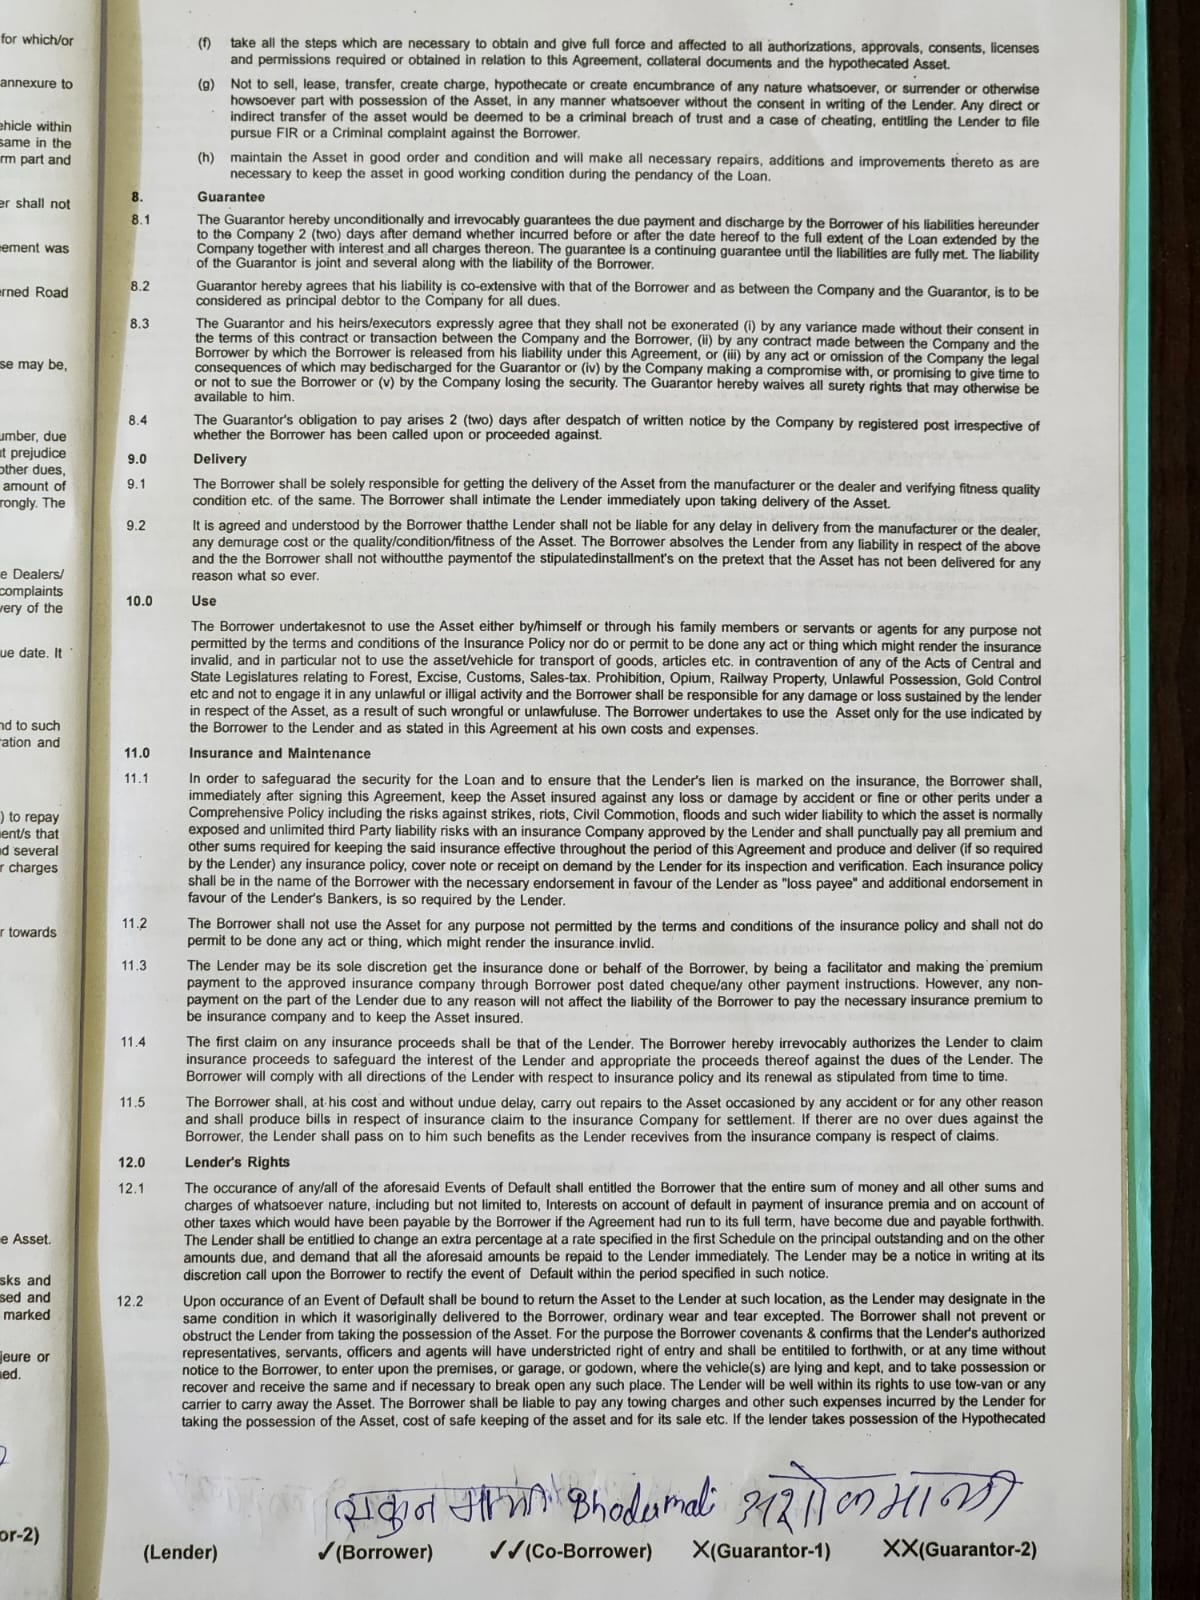 for which/or
annexure to
ehicle within
same in the
rm part and
er shall not
eement was
erned Road
se may be,
umber, due
ut prejudice
other dues,
amount of
rongly. The
e Dealers/
complaints
very of the
ue date. It
nd to such
ration and
) to repay
ent/s that
nd several
r charges
r towards
e Asset.
sks and
sed and
marked
jeure or
ned.
or-2)
(f) take all the steps which are necessary to obtain and give full force and affected to all authorizations, approvals, consents, licenses
and permissions required or obtained in relation to this Agreement, collateral documents and the hypothecated Asset.
(g) Not to sell, lease, transfer, create charge, hypothecate or create encumbrance of any nature whatsoever, or surrender or otherwise
howsoever part with possession of the Asset, in any manner whatsoever without the consent in writing of the Lender. Any direct or
indirect transfer of the asset would be deemed to be a criminal breach of trust and a case of cheating, entitling the Lender to file
pursue FIR or a Criminal complaint against the Borrower.
(h) maintain the Asset in good order and condition and will make all necessary repairs, additions and improvements thereto as are
necessary to keep the asset in good working condition during the pendancy of the Loan.
8. Guarantee
8.1 The Guarantor hereby unconditionally and irrevocably guarantees the due payment and discharge by the Borrower of his liabilities hereunder
to the Company 2 (two) days after demand whether incurred before or after the date hereof to the full extent of the Loan extended by the
Company together with interest and all charges thereon. The guarantee is a continuing guarantee until the liabilities are fully met. The liability
of the Guarantor is joint and several along with the liability of the Borrower.
8.2 Guarantor hereby agrees that his liability is co-extensive with that of the Borrower and as between the Company and the Guarantor, is to be
considered as principal debtor to the Company for all dues.
8.3 The Guarantor and his heirs/executors expressly agree that they shall not be exonerated (i) by any variance made without their consent in
the terms of this contract or transaction between the Company and the Borrower, (ii) by any contract made between the Company and the
Borrower by which the Borrower is released from his liability under this Agreement, or (iii) by any act or omission of the Company the legal
consequences of which may bedischarged for the Guarantor or (iv) by the Company making a compromise with, or promising to give time to
or not to sue the Borrower or (v) by the Company losing the security. The Guarantor hereby waives all surety rights that may otherwise be
available to him.
8.4 The Guarantor's obligation to pay arises 2 (two) days after despatch of written notice by the Company by registered post irrespective of
whether the Borrower has been called upon or proceeded against.
9.0 Delivery
9.1 The Borrower shall be solely responsible for getting the delivery of the Asset from the manufacturer or the dealer and verifying fitness quality
condition etc. of the same. The Borrower shall intimate the Lender immediately upon taking delivery of the Asset.
9.2 It is agreed and understood by the Borrower thatthe Lender shall not be liable for any delay in delivery from the manufacturer or the dealer,
any demurage cost or the quality/condition/fitness of the Asset. The Borrower absolves the Lender from any liability in respect of the above
and the the Borrower shall not withoutthe paymentof the stipulatedinstallment's on the pretext that the Asset has not been delivered for any
reason what so ever.
10.0 Use
The Borrower undertakesnot to use the Asset either by/himself or through his family members or servants or agents for any purpose not
permitted by the terms and conditions of the Insurance Policy nor do or permit to be done any act or thing which might render the insurance
invalid, and in particular not to use the asset/vehicle for transport of goods, articles etc. in contravention of any of the Acts of Central and
State Legislatures relating to Forest, Excise, Customs, Sales-tax. Prohibition, Opium, Railway Property, Unlawful Possession, Gold Control
etc and not to engage it in any unlawful or illigal activity and the Borrower shall be responsible for any damage or loss sustained by the lender
in respect of the Asset, as a result of such wrongful or unlawfuluse. The Borrower undertakes to use the Asset only for the use indicated by
the Borrower to the Lender and as stated in this Agreement at his own costs and expenses.
11.0 Insurance and Maintenance
11.1 In order to safeguarad the security for the Loan and to ensure that the Lender's lien is marked on the insurance, the Borrower shall,
immediately after signing this Agreement, keep the Asset insured against any loss or damage by accident or fine or other perits under a
Comprehensive Policy including the risks against strikes, riots, Civil Commotion, floods and such wider liability to which the asset is normally
exposed and unlimited third Party liability risks with an insurance Company approved by the Lender and shall punctually pay all premium and
other sums required for keeping the said insurance effective throughout the period of this Agreement and produce and deliver (if so required
by the Lender) any insurance policy, cover note or receipt on demand by the Lender for its inspection and verification. Each insurance policy
shall be in the name of the Borrower with the necessary endorsement in favour of the Lender as "loss payee" and additional endorsement in
favour of the Lender's Bankers, is so required by the Lender.
11.2 The Borrower shall not use the Asset for any purpose not permitted by the terms and conditions of the insurance policy and shall not do
permit to be done any act or thing, which might render the insurance invlid.
11.3 The Lender may be its sole discretion get the insurance done or behalf of the Borrower, by being a facilitator and making the premium
payment to the approved insurance company through Borrower post dated cheque/any other payment instructions. However, any non-
payment on the part of the Lender due to any reason will not affect the liability of the Borrower to pay the necessary insurance premium to
be insurance company and to keep the Asset insured.
11.4 The first claim on any insurance proceeds shall be that of the Lender. The Borrower hereby irrevocably authorizes the Lender to claim
insurance proceeds to safeguard the interest of the Lender and appropriate the proceeds thereof against the dues of the Lender. The
Borrower will comply with all directions of the Lender with respect to insurance policy and its renewal as stipulated from time to time.
11.5 The Borrower shall, at his cost and without undue delay, carry out repairs to the Asset occasioned by any accident or for any other reason
and shall produce bills in respect of insurance claim to the insurance Company for settlement. If therer are no over dues against the
Borrower, the Lender shall pass on to him such benefits as the Lender recevives from the insurance company is respect of claims.
12.0 Lender's Rights
12.1 The occurance of any/all of the aforesaid Events of Default shall entitled the Borrower that the entire sum of money and all other sums and
charges of whatsoever nature, including but not limited to, Interests on account of default in payment of insurance premia and on account of
other taxes which would have been payable by the Borrower if the Agreement had run to its full term, have become due and payable forthwith.
The Lender shall be entitlied to change an extra percentage at a rate specified in the first Schedule on the principal outstanding and on the other
amounts due, and demand that all the aforesaid amounts be repaid to the Lender immediately. The Lender may be a notice in writing at its
discretion call upon the Borrower to rectify the event of Default within the period specified in such notice.
12.2 Upon occurance of an Event of Default shall be bound to return the Asset to the Lender at such location, as the Lender may designate in the
same condition in which it wasoriginally delivered to the Borrower, ordinary wear and tear excepted. The Borrower shall not prevent or
obstruct the Lender from taking the possession of the Asset. For the purpose the Borrower covenants & confirms that the Lender's authorized
representatives, servants, officers and agents will have understricted right of entry and shall be entitiled to forthwith, or at any time without
notice to the Borrower, to enter upon the premises, or garage, or godown, where the vehicle(s) are lying and kept, and to take possession or
recover and receive the same and if necessary to break open any such place. The Lender will be well within its rights to use tow-van or any
carrier to carry away the Asset. The Borrower shall be liable to pay any towing charges and other such expenses incurred by the Lender for
taking the possession of the Asset, cost of safe keeping of the asset and for its sale etc. If the lender takes possession of the Hypothecated
Bhodumali
(Lender) ✓(Borrower) ✓✓(Co-Borrower) X(Guarantor-1) XX(Guarantor-2)